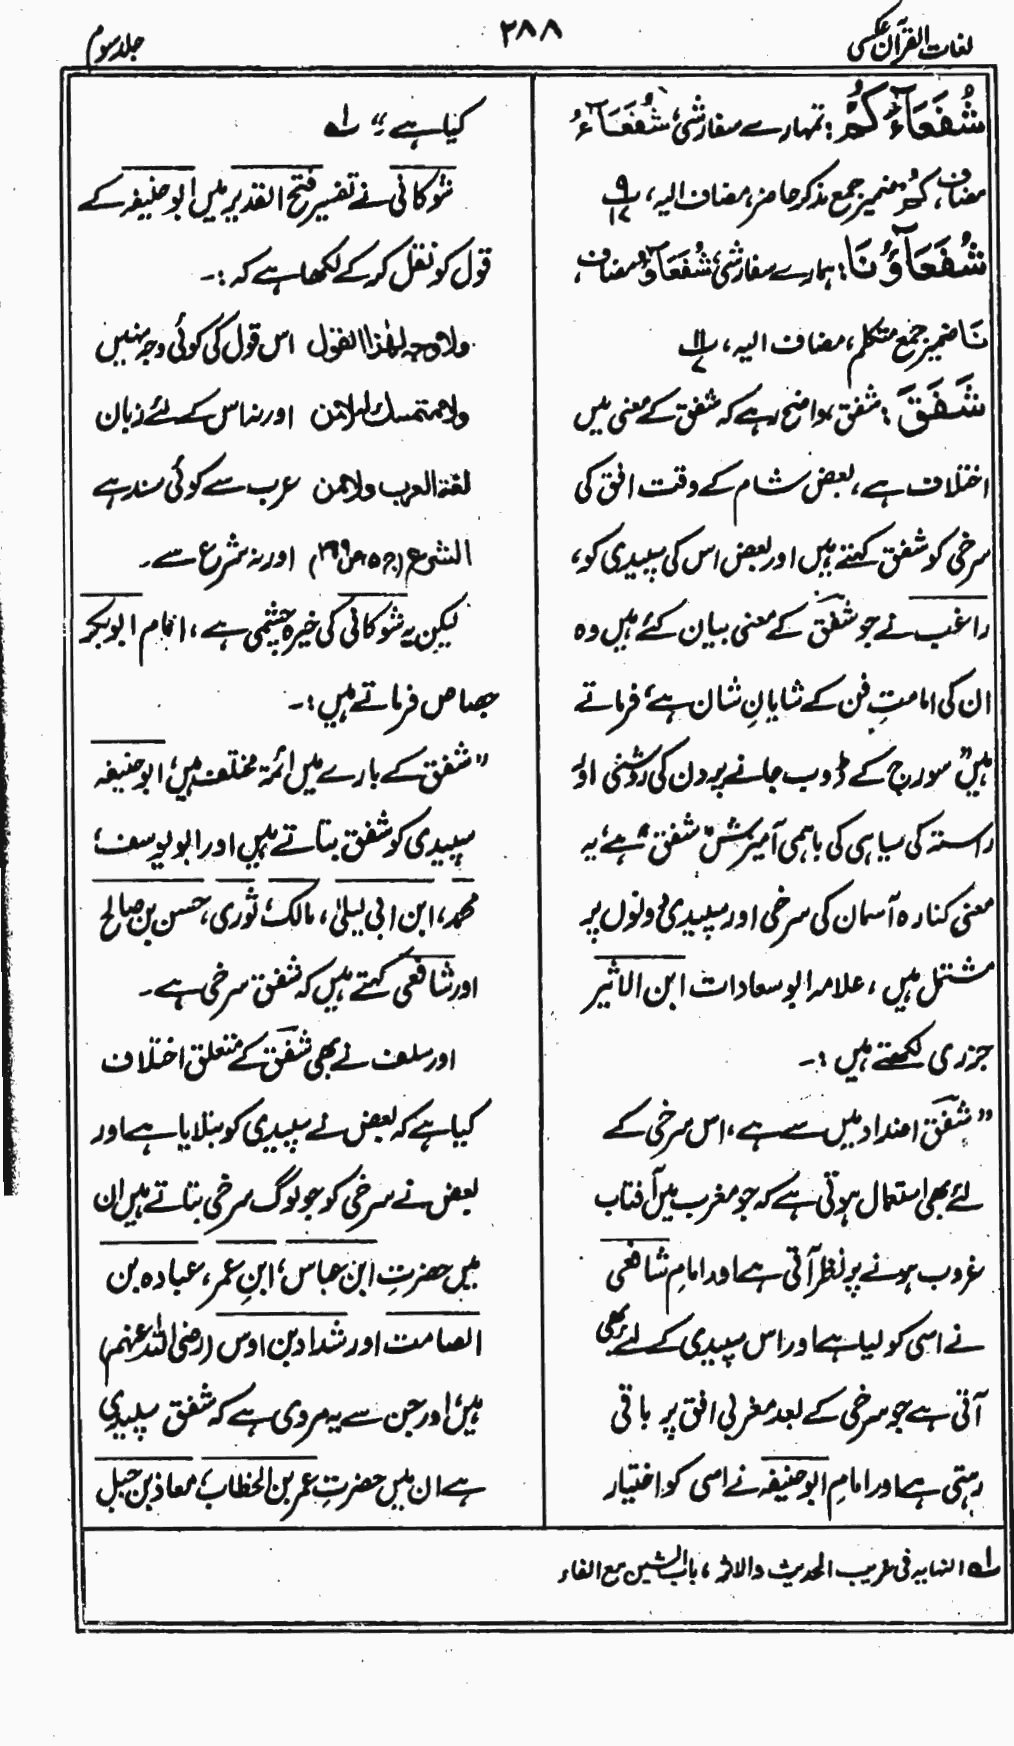 لغات القرآن عکسی
۲۸۸
جلد سوم
شُفَعَآءُكُمْ: تمہارے سفارشی، شُفَعَآءُ
مضاف، كُمْ ضمیر جمع مذکر حاضر، مضاف الیہ،
شُفَعَآؤُنَا: ہمارے سفارشی، شُفَعَآؤُ مضاف،
نَا ضمیر جمع متکلم، مضاف الیہ،
شَفَقَ: شفق، واضح رہے کہ شفق کے معنی میں
اختلاف ہے، بعض شام کے وقت افق کی
سرخی کو شفق کہتے ہیں اور بعض اس کی سپیدی کو،
راغب نے جو شفق کے معنی بیان کئے ہیں وہ
ان کی امامتِ فن کے شایانِ شان ہے، فرماتے
ہیں "سورج کے ڈوب جانے پر دن کی روشنی اور
راستہ کی سیاہی کی باہمی آمیزش "شفق" ہے، یہ
معنی کنارہ آسمان کی سرخی اور سپیدی دونوں پر
مشتمل ہیں، علامہ ابو سعادات ابن الاثیر
جزری لکھتے ہیں :۔
"شفق اضداد میں سے ہے، اس سرخی کے
لئے بھی استعمال ہوتی ہے کہ جو مغرب میں آفتاب
غروب ہونے پر نظر آتی ہے اور امام شافعی
نے اسی کو لیا ہے اور اس سپیدی کے لئے بھی
آتی ہے جو سرخی کے بعد مغربی افق پر باقی
رہتی ہے اور امام ابو حنیفہ نے اسی کو اختیار
کیا ہے" لہ
شوکانی نے تفسیر فتح القدیر میں ابو حنیفہ کے
قول کو نقل کر کے لکھا ہے کہ :۔
ولا وجہ لھٰذا القول اس قول کی کوئی وجہ نہیں
ولا متمسك لہ لا من اور نہ اس کے لئے زبان
لغة العرب ولا من عرب سے کوئی سند ہے
الشرع (ج ۵ ص ۳۹۹) اور نہ شرع سے۔
لیکن یہ شوکانی کی خیرہ چشمی ہے، امام ابو بکر
جصاص فرماتے ہیں :۔
"شفق کے بارے میں ائمہ مختلف ہیں، ابو حنیفہ
سپیدی کو شفق بتاتے ہیں اور ابو یوسف،
محمد، ابن ابی لیلیٰ، مالک، ثوری، حسن بن صالح
اور شافعی کہتے ہیں کہ شفق سرخی ہے۔
اور سلف نے بھی شفق کے متعلق اختلاف
کیا ہے کہ بعض نے سپیدی کو بتلایا ہے اور
بعض نے سرخی کو جو لوگ سرخی بتاتے ہیں ان
میں حضرتِ ابن عباس، ابنِ عمر، عبادہ بن
الصامت اور شداد بن اوس (رضی اللہ عنہم)
ہیں، اور جن سے یہ مروی ہے کہ شفق سپیدی
ہے ان میں حضرتِ عمر بن الخطاب، معاذ بن جبل
لہ النہایہ فی غریب الحدیث والاثر، باب الشین مع الفاء